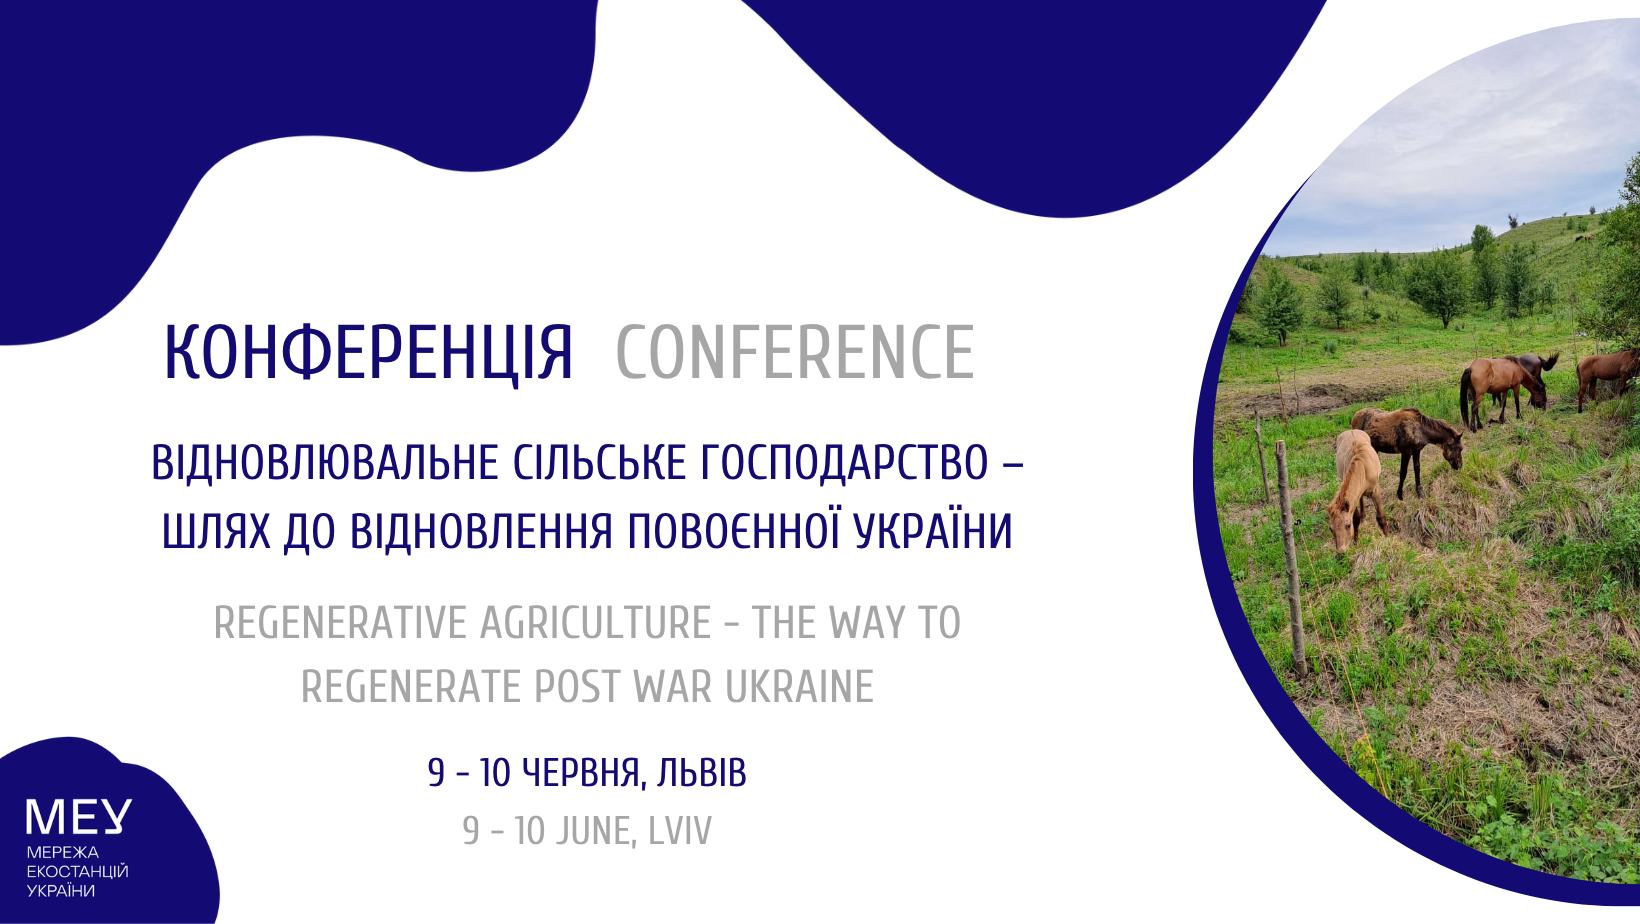 КОНФЕРЕНЦІЯ CONFERENCE
ВІДНОВЛЮВАЛЬНЕ СІЛЬСЬКЕ ГОСПОДАРСТВО –
ШЛЯХ ДО ВІДНОВЛЕННЯ ПОВОЄННОЇ УКРАЇНИ
REGENERATIVE AGRICULTURE - THE WAY TO
REGENERATE POST WAR UKRAINE
9 - 10 ЧЕРВНЯ, ЛЬВІВ
9 - 10 JUNE, LVIV
МЕУ
МЕРЕЖА
ЕКОСТАНЦІЙ
УКРАЇНИ